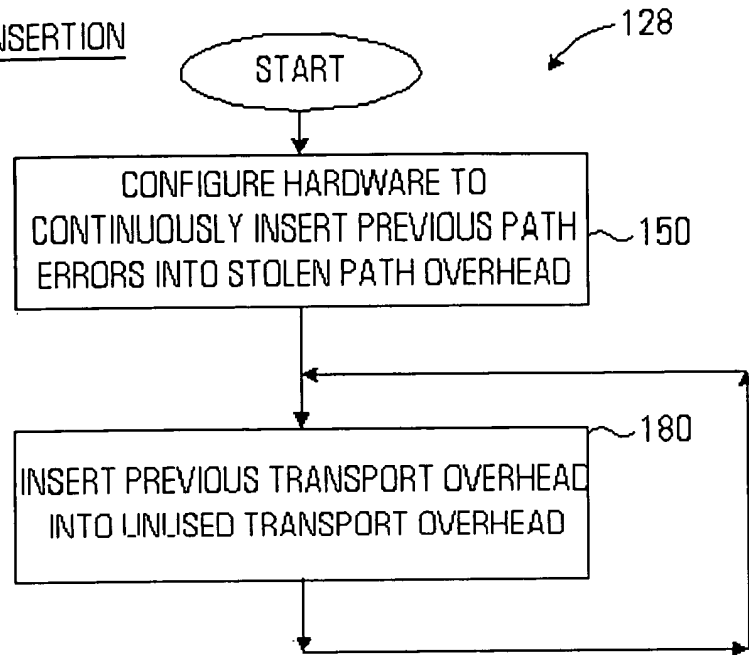 NSERTION
128
START
CONFIGURE HARDWARE TO
CONTINUOUSLY INSERT PREVIOUS PATH
ERRORS INTO STOLEN PATH OVERHEAD
150
180
INSERT PREVIOUS TRANSPORT OVERHEAD
INTO UNUSED TRANSPORT OVERHEAD